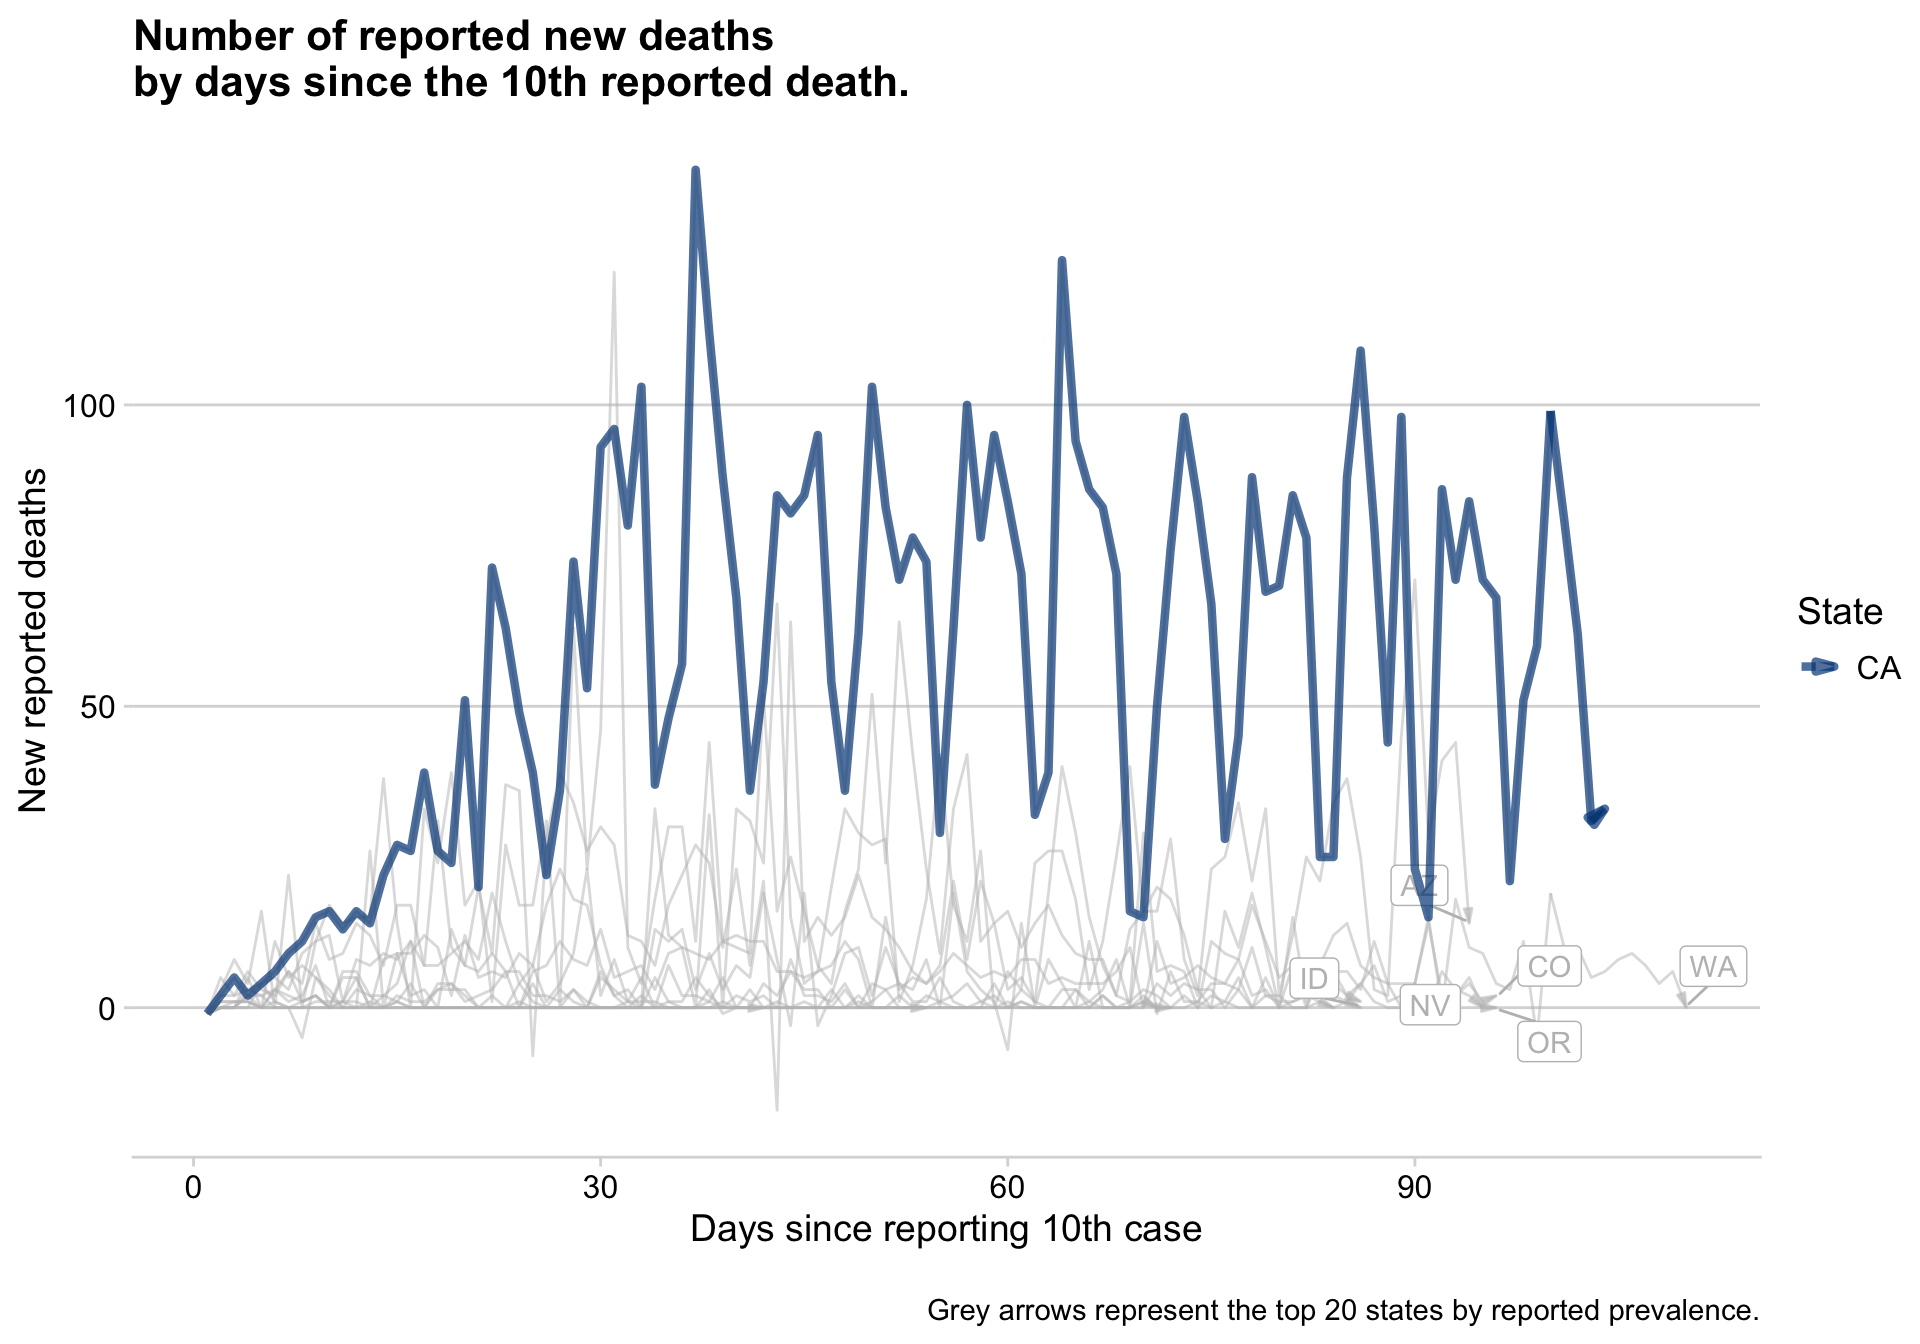 Number of reported new deaths
by days since the 10th reported death.
New reported deaths
100
50
0
AZ
ID
CO
WA
NV
OR
0
30
60
90
Days since reporting 10th case
State
CA
Grey arrows represent the top 20 states by reported prevalence.